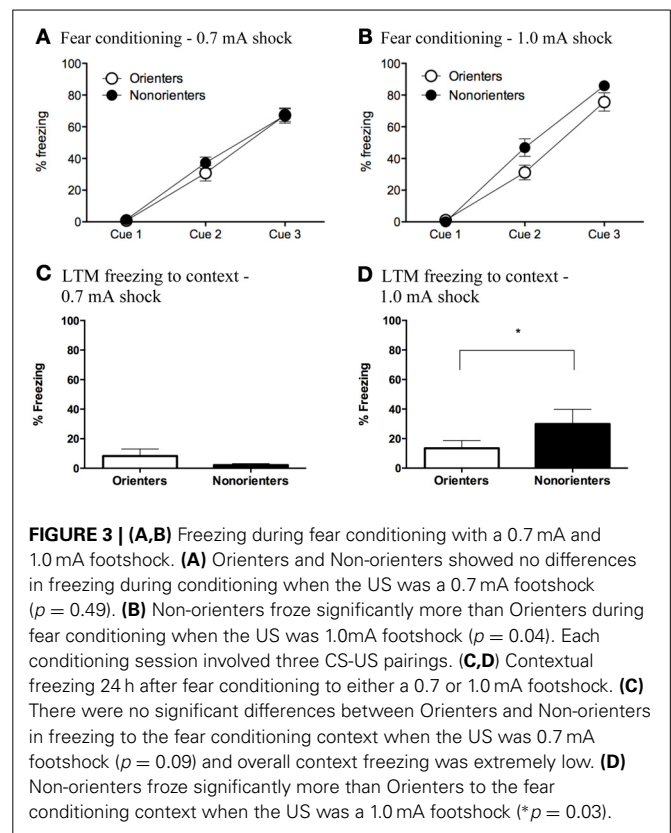 A Fear conditioning - 0.7 mA shock
100
80
60
40
20
0
% freezing
Orienters
Nonorienters
Cue 1 Cue 2 Cue 3
B Fear conditioning - 1.0 mA shock
100
80
60
40
20
0
% freezing
Orienters
Nonorienters
Cue 1 Cue 2 Cue 3
C LTM freezing to context -
0.7 mA shock
100
80
60
40
20
0
% Freezing
Orienters Nonorienters
D LTM freezing to context -
1.0 mA shock
100
80
60
40
20
0
% Freezing
*
Orienters Nonorienters
FIGURE 3 | (A,B) Freezing during fear conditioning with a 0.7 mA and
1.0 mA footshock. (A) Orienters and Non-orienters showed no differences
in freezing during conditioning when the US was a 0.7 mA footshock
(p = 0.49). (B) Non-orienters froze significantly more than Orienters during
fear conditioning when the US was 1.0mA footshock (p = 0.04). Each
conditioning session involved three CS-US pairings. (C,D) Contextual
freezing 24 h after fear conditioning to either a 0.7 or 1.0 mA footshock. (C)
There were no significant differences between Orienters and Non-orienters
in freezing to the fear conditioning context when the US was 0.7 mA
footshock (p = 0.09) and overall context freezing was extremely low. (D)
Non-orienters froze significantly more than Orienters to the fear
conditioning context when the US was a 1.0 mA footshock (*p = 0.03).